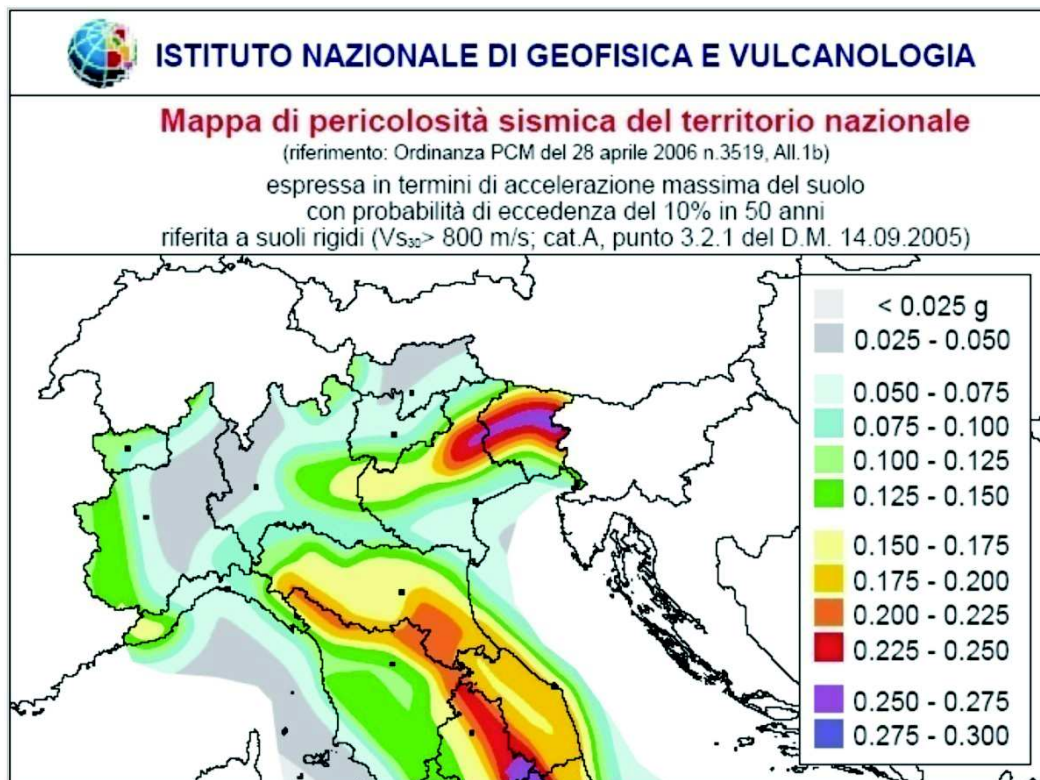 ISTITUTO NAZIONALE DI GEOFISICA E VULCANOLOGIA
Mappa di pericolosità sismica del territorio nazionale
(riferimento: Ordinanza PCM del 28 aprile 2006 n.3519, All.1b)
espressa in termini di accelerazione massima del suolo
con probabilità di eccedenza del 10% in 50 anni
riferita a suoli rigidi (Vs₃₀> 800 m/s; cat.A, punto 3.2.1 del D.M. 14.09.2005)
< 0.025 g
0.025 - 0.050
0.050 - 0.075
0.075 - 0.100
0.100 - 0.125
0.125 - 0.150
0.150 - 0.175
0.175 - 0.200
0.200 - 0.225
0.225 - 0.250
0.250 - 0.275
0.275 - 0.300